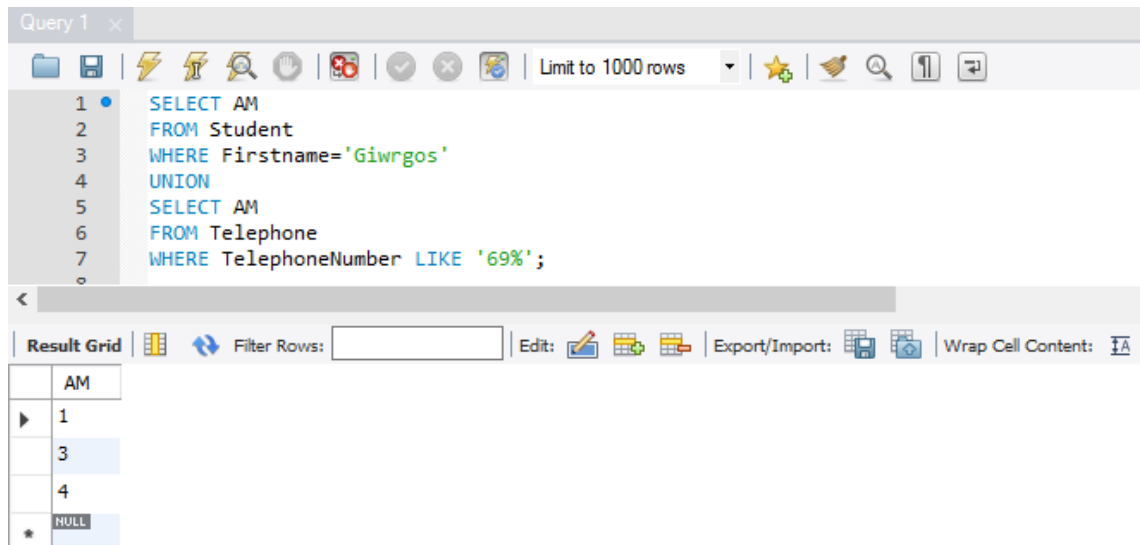 Query 1
Limit to 1000 rows
1 SELECT AM
2 FROM Student
3 WHERE Firstname='Giwrgos'
4 UNION
5 SELECT AM
6 FROM Telephone
7 WHERE TelephoneNumber LIKE '69%';
Result Grid Filter Rows: Edit: Export/Import: Wrap Cell Content:
AM
1
3
4
NULL